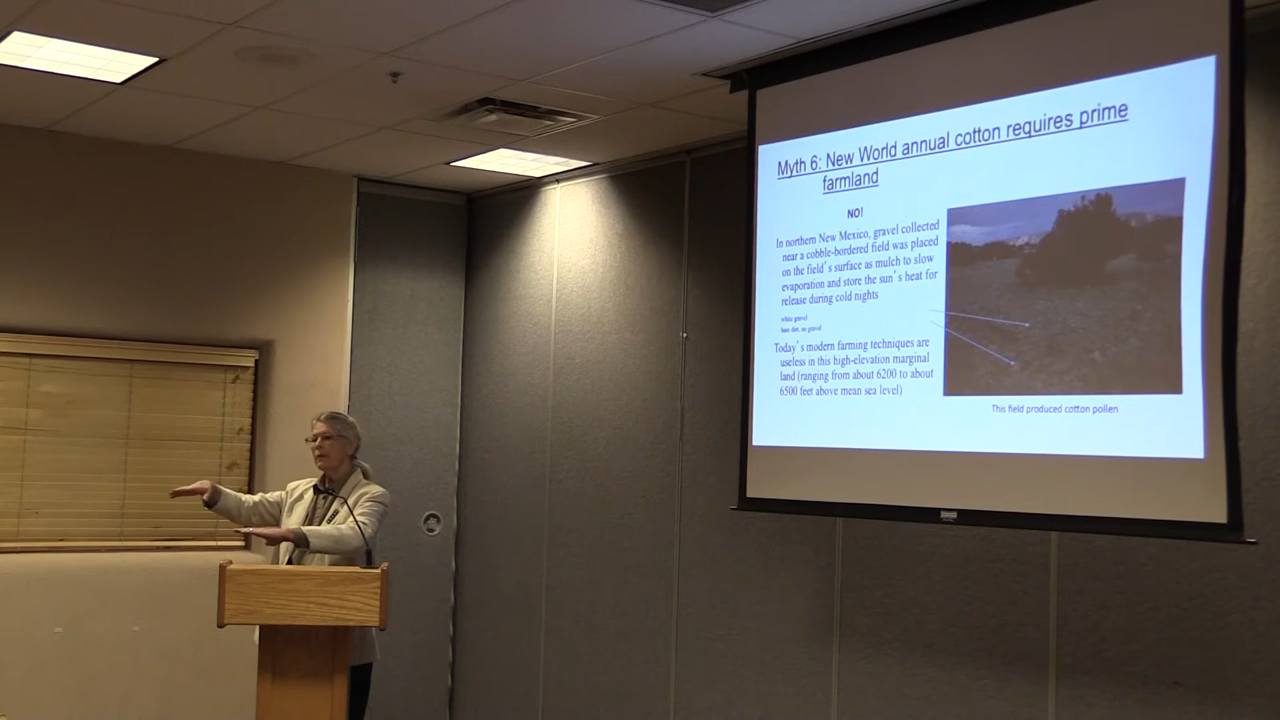 Myth 6: New World annual cotton requires prime
farmland
NO!
In northern New Mexico, gravel collected
near a cobble-bordered field was placed
on the field's surface as mulch to slow
evaporation and store the sun's heat for
release during cold nights
white gravel
bare dirt, no gravel
Today's modern farming techniques are
useless in this high-elevation marginal
land (ranging from about 6200 to about
6500 feet above mean sea level)
This field produced cotton pollen